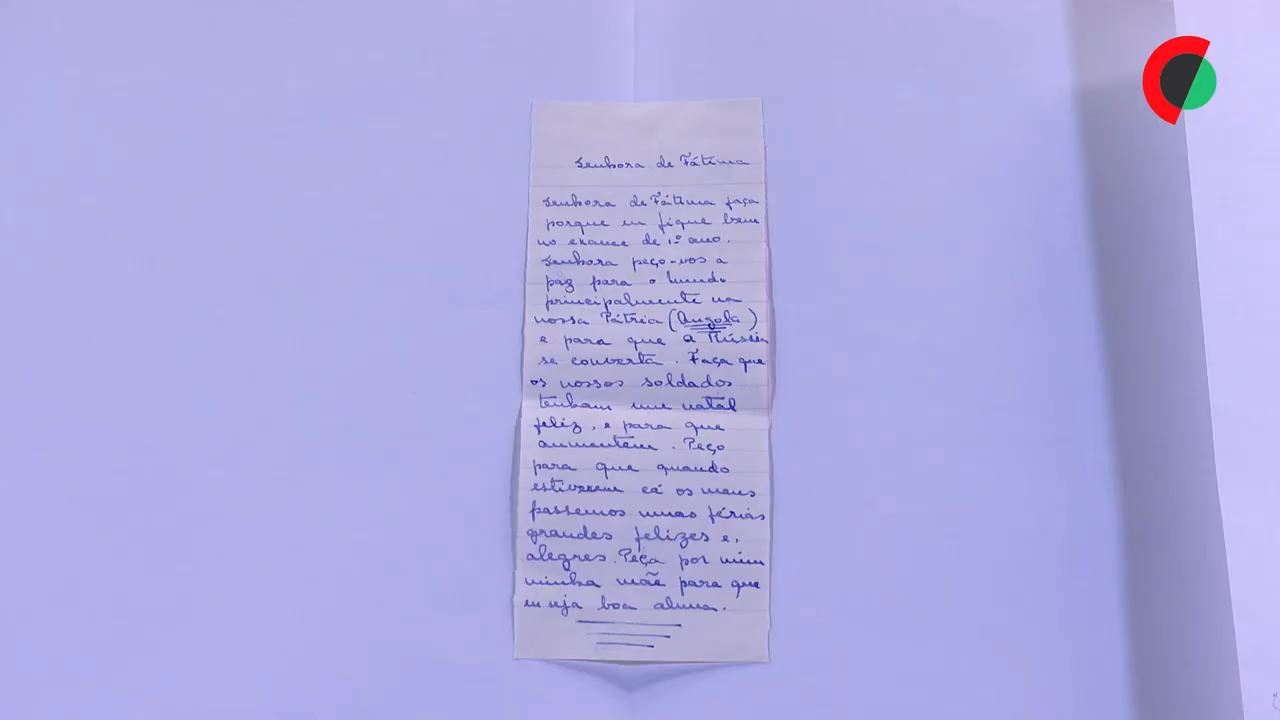 Senhora de Fátima
Senhora de Fátima faça
porque eu fique bem
no exame de 1º ano.
Senhora peço-vos a
paz para o mundo
principalmente na
nossa Pátria (Angola)
e para que a Rússia
se converta. Faça que
os nossos soldados
tenham um natal
feliz, e para que
aumentem. Peço
para que quando
estiverem cá os meus
passemos umas férias
grandes felizes e,
alegres. Peça por mim
minha mãe para que
eu seja boa aluna.